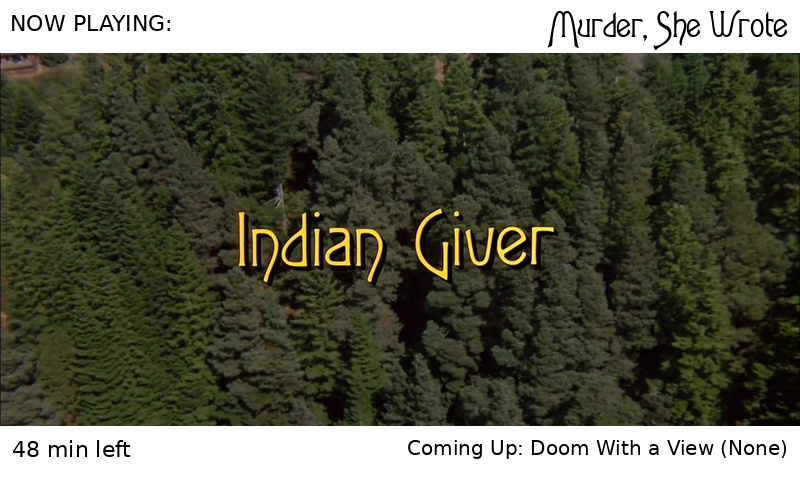 NOW PLAYING:
Murder, She Wrote
Indian Giver
48 min left
Coming Up: Doom With a View (None)